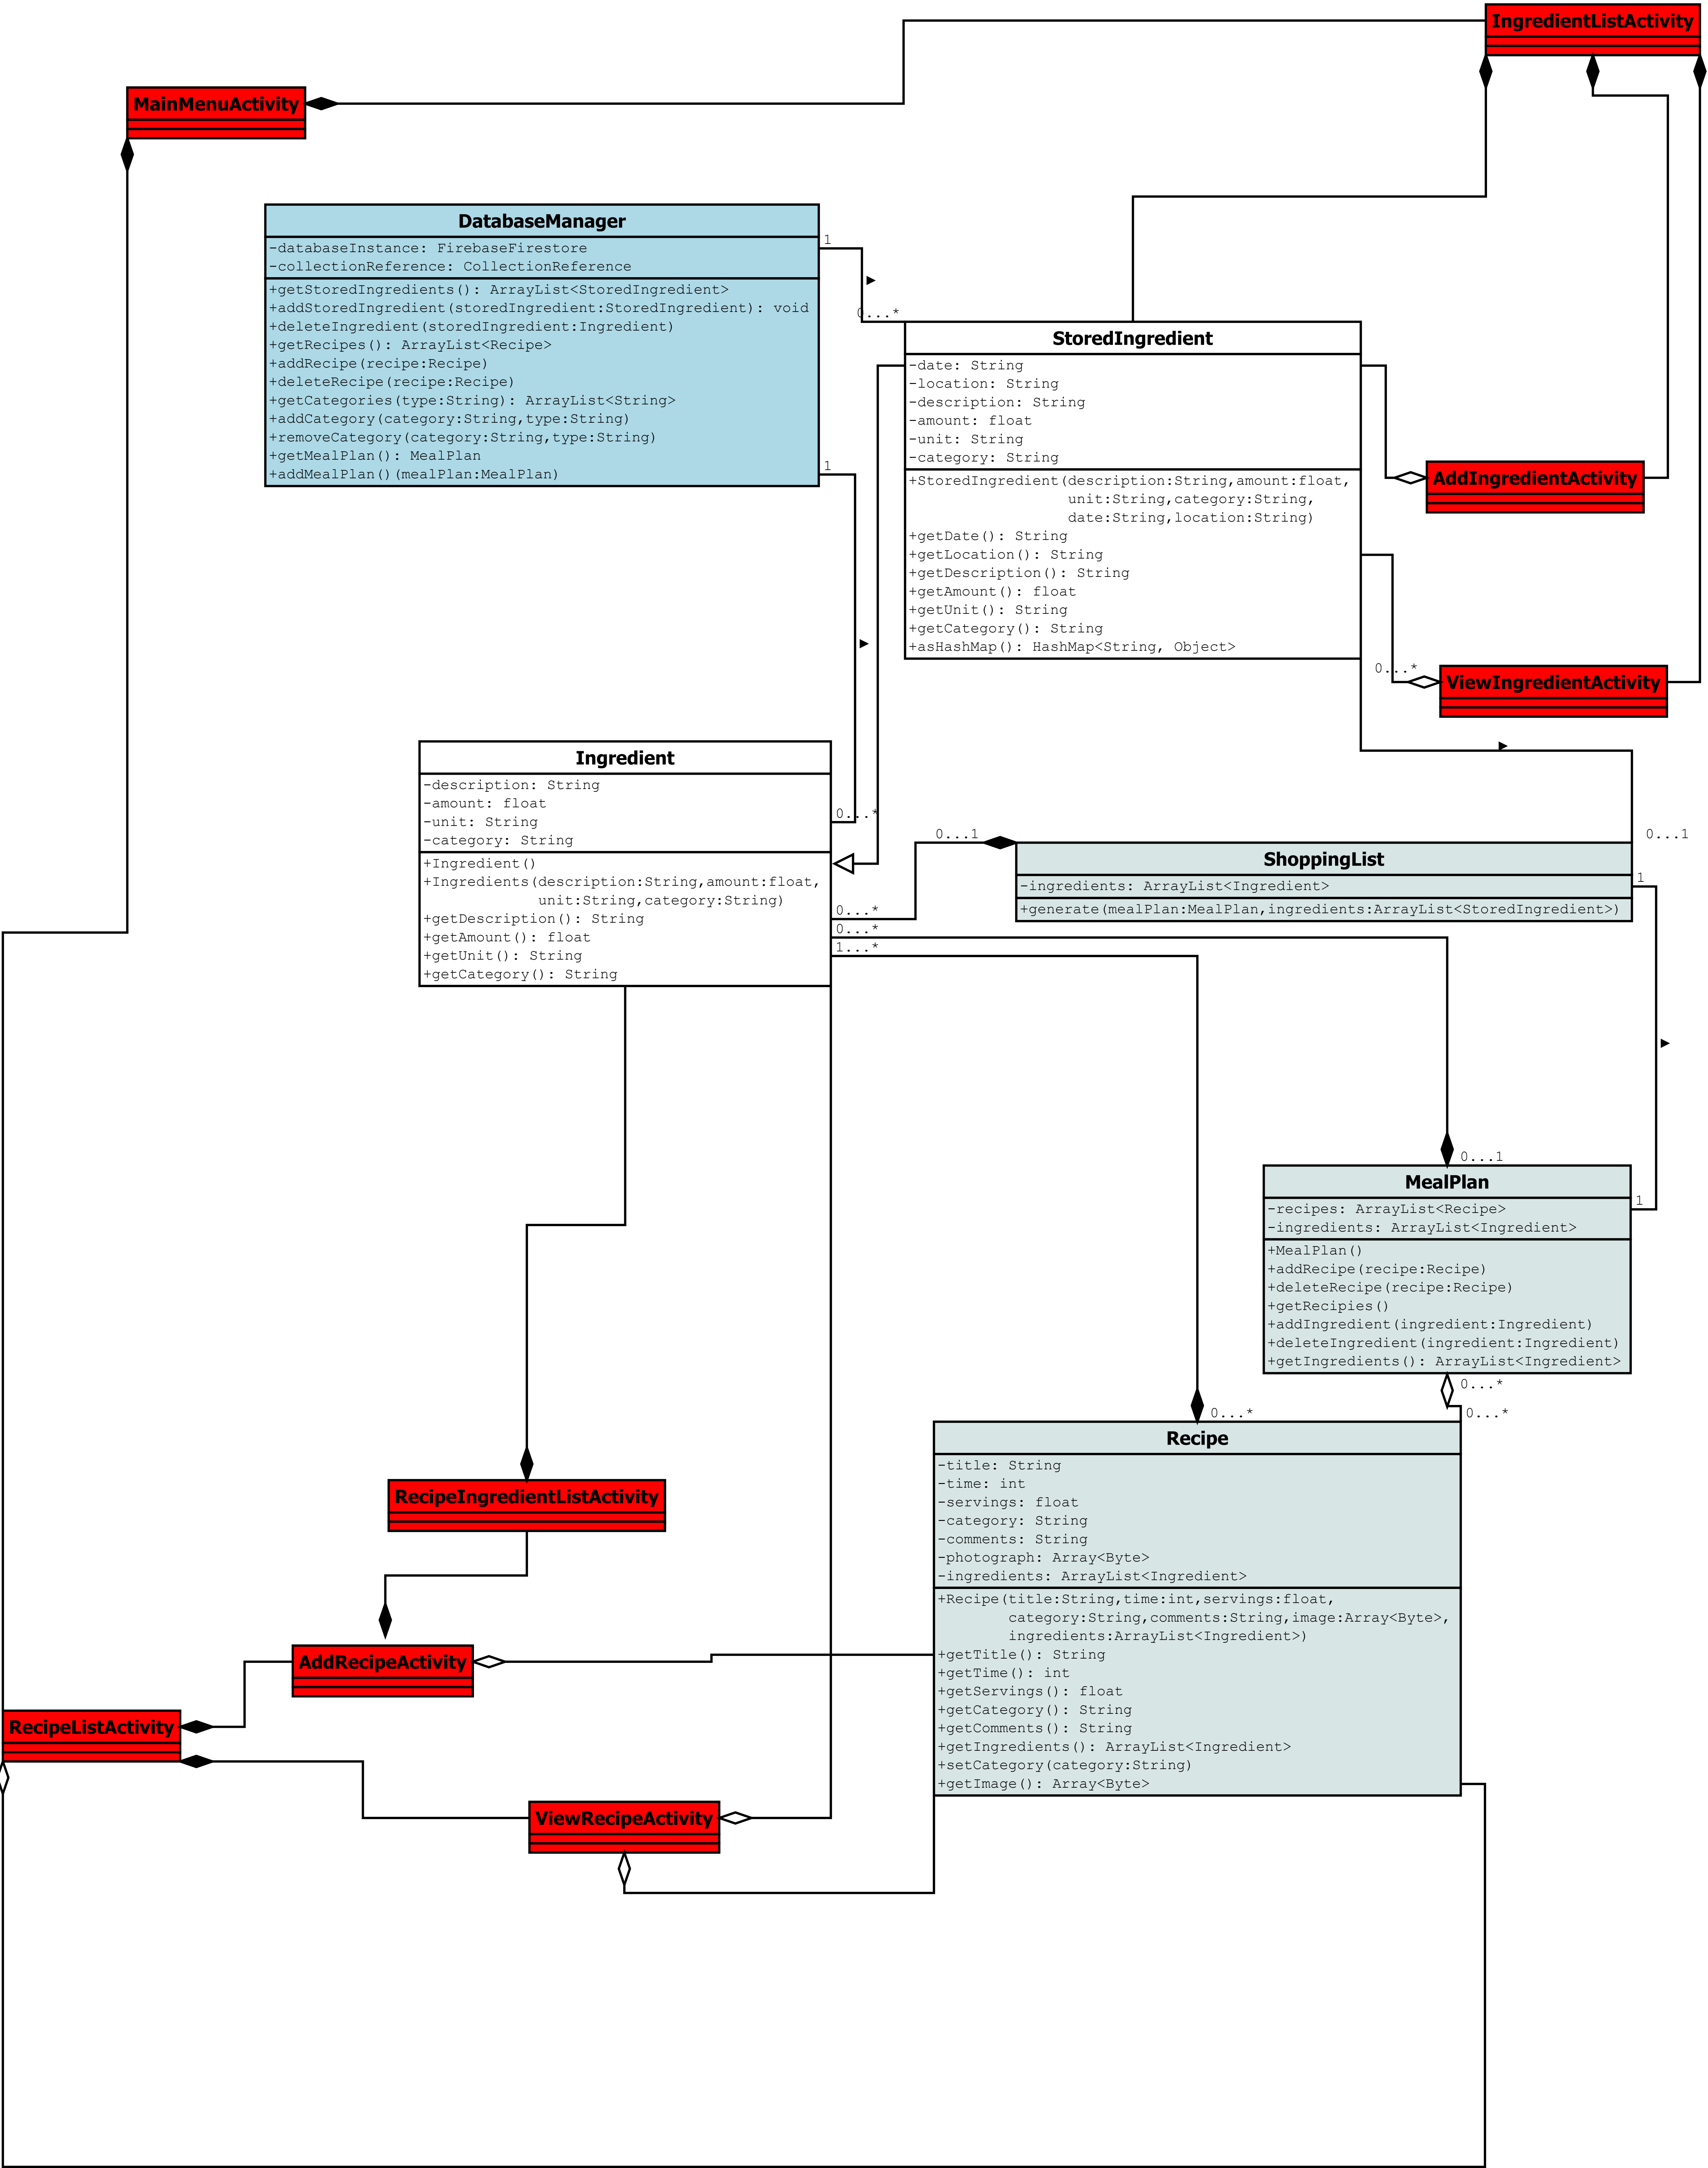 IngredientListActivity
MainMenuActivity
DatabaseManager
-databaseInstance: FirebaseFirestore
-collectionReference: CollectionReference
+getStoredIngredients(): ArrayList<StoredIngredient>
+addStoredIngredient(storedIngredient:StoredIngredient): void
+deleteIngredient(storedIngredient:Ingredient)
+getRecipes(): ArrayList<Recipe>
+addRecipe(recipe:Recipe)
+deleteRecipe(recipe:Recipe)
+getCategories(type:String): ArrayList<String>
+addCategory(category:String,type:String)
+removeCategory(category:String,type:String)
+getMealPlan(): MealPlan
+addMealPlan()(mealPlan:MealPlan)
1
0...*
1
StoredIngredient
-date: String
-location: String
-description: String
-amount: float
-unit: String
-category: String
+StoredIngredient(description:String,amount:float,
unit:String,category:String,
date:String,location:String)
+getDate(): String
+getLocation(): String
+getDescription(): String
+getAmount(): float
+getUnit(): String
+getCategory(): String
+asHashMap(): HashMap<String, Object>
AddIngredientActivity
0...*
ViewIngredientActivity
Ingredient
-description: String
-amount: float
-unit: String
-category: String
+Ingredient()
+Ingredients(description:String,amount:float,
unit:String,category:String)
+getDescription(): String
+getAmount(): float
+getUnit(): String
+getCategory(): String
0...*
0...*
0...*
1...*
0...1
0...1
ShoppingList
-ingredients: ArrayList<Ingredient>
+generate(mealPlan:MealPlan,ingredients:ArrayList<StoredIngredient>)
1
0...1
MealPlan
-recipes: ArrayList<Recipe>
-ingredients: ArrayList<Ingredient>
+MealPlan()
+addRecipe(recipe:Recipe)
+deleteRecipe(recipe:Recipe)
+getRecipies()
+addIngredient(ingredient:Ingredient)
+deleteIngredient(ingredient:Ingredient)
+getIngredients(): ArrayList<Ingredient>
1
0...*
0...*
0...*
Recipe
-title: String
-time: int
-servings: float
-category: String
-comments: String
-photograph: Array<Byte>
-ingredients: ArrayList<Ingredient>
+Recipe(title:String,time:int,servings:float,
category:String,comments:String,image:Array<Byte>,
ingredients:ArrayList<Ingredient>)
+getTitle(): String
+getTime(): int
+getServings(): float
+getCategory(): String
+getComments(): String
+getIngredients(): ArrayList<Ingredient>
+setCategory(category:String)
+getImage(): Array<Byte>
RecipeIngredientListActivity
AddRecipeActivity
RecipeListActivity
ViewRecipeActivity